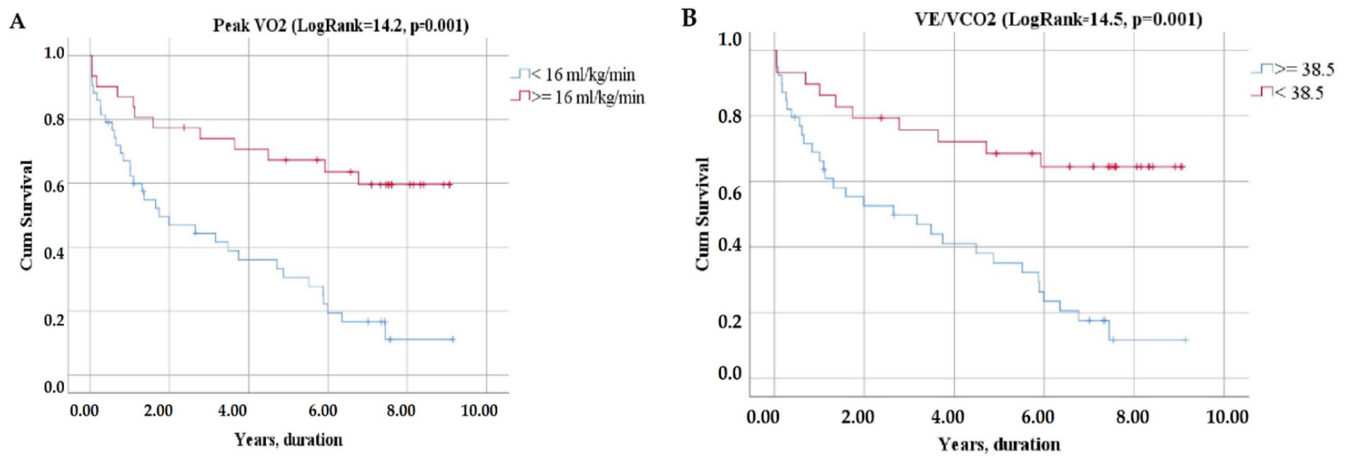 A
Peak VO2 (LogRank=14.2, p=0.001)
1.0
0.8
0.6
0.4
0.2
0.0
Cum Survival
0.00 2.00 4.00 6.00 8.00 10.00
Years, duration
< 16 ml/kg/min
>= 16 ml/kg/min
B
VE/VCO2 (LogRank=14.5, p=0.001)
1.0
0.8
0.6
0.4
0.2
0.0
Cum Survival
0.00 2.00 4.00 6.00 8.00 10.00
Years, duration
>= 38.5
< 38.5